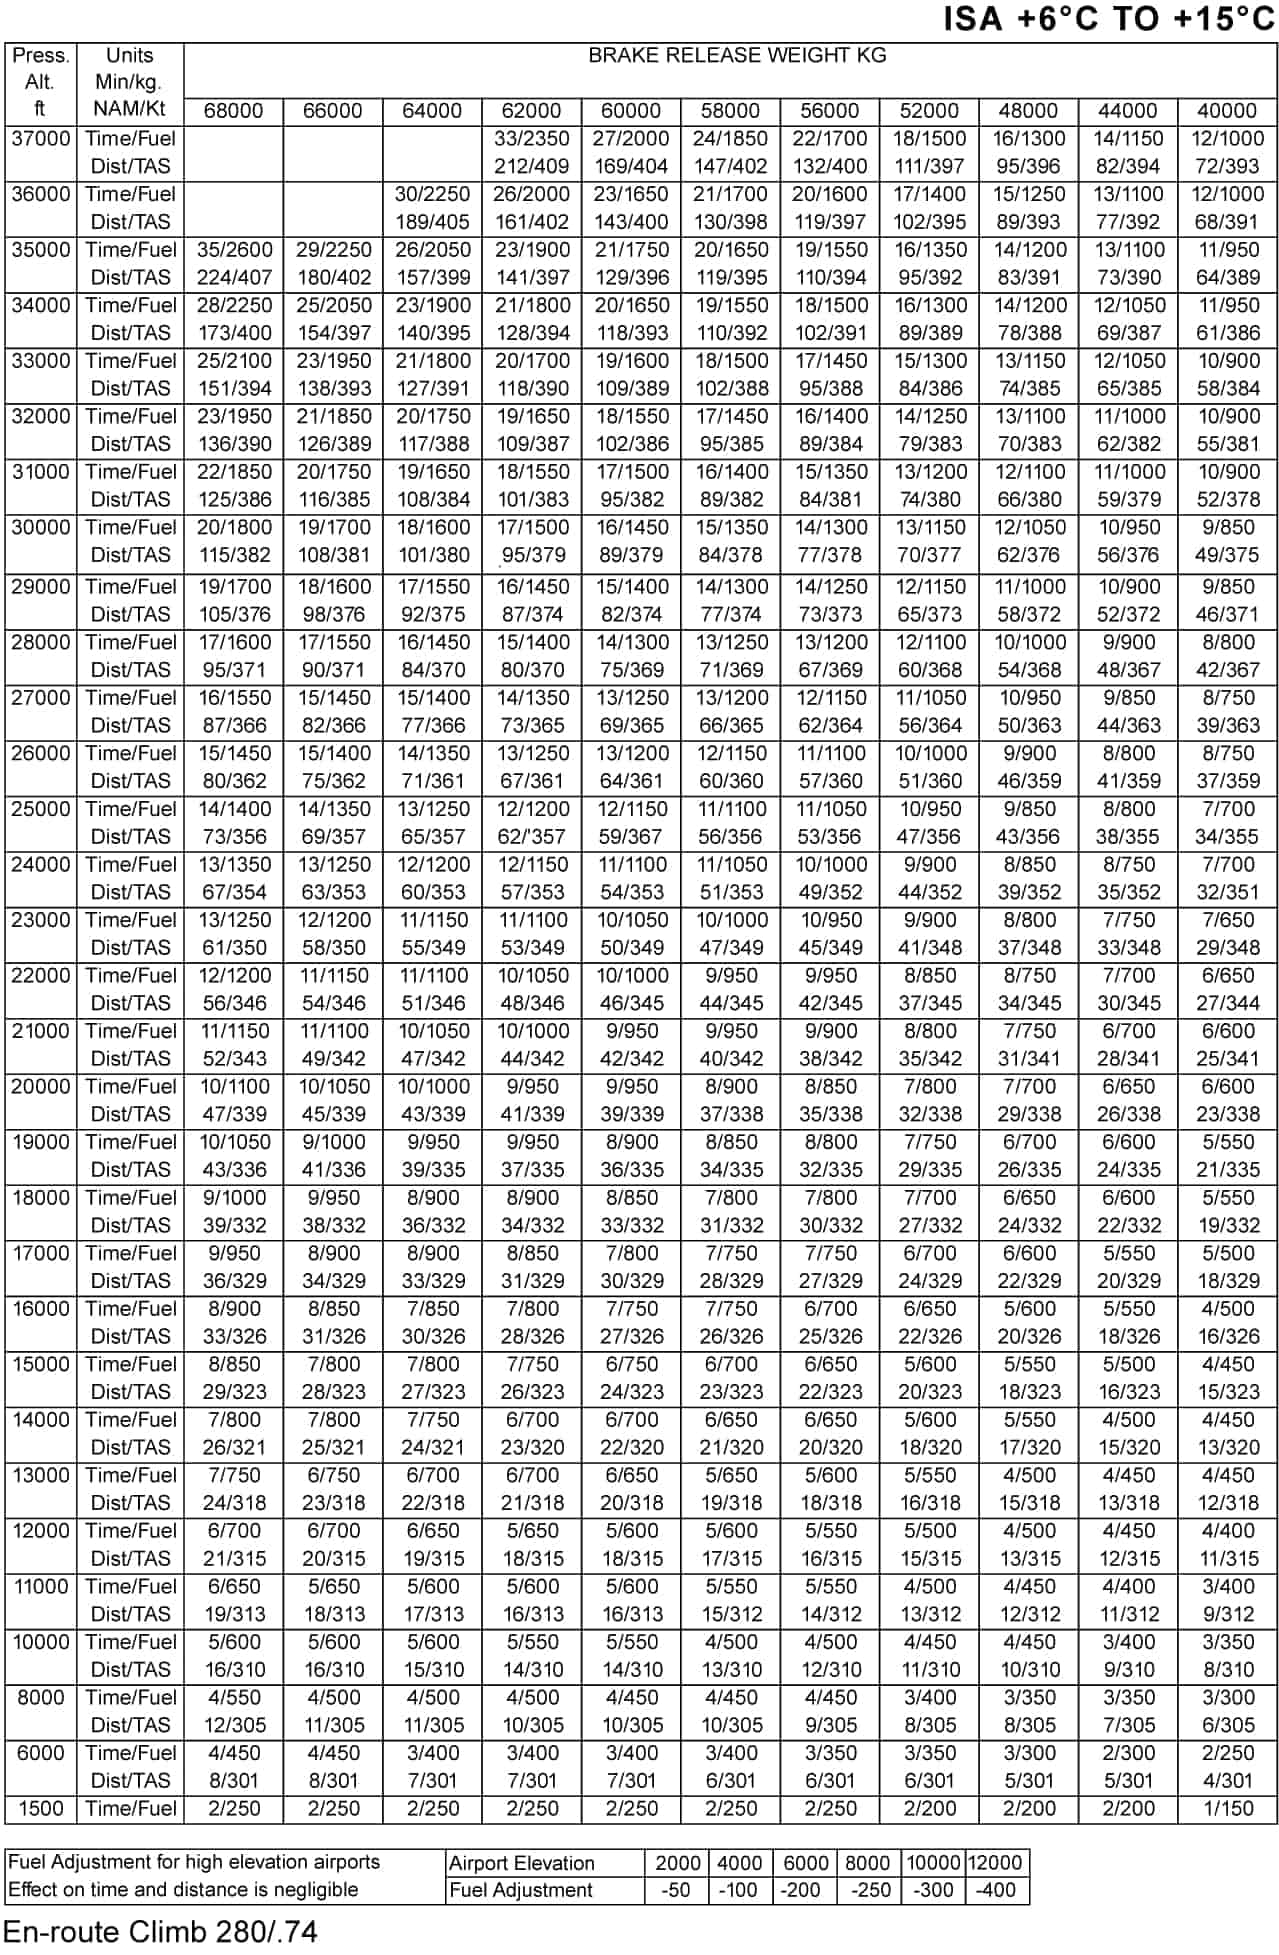 ISA +6°C TO +15°C
Press. Units BRAKE RELEASE WEIGHT KG
Alt. Min/kg.
ft NAM/Kt 68000 66000 64000 62000 60000 58000 56000 52000 48000 44000 40000
37000 Time/Fuel 33/2350 27/2000 24/1850 22/1700 18/1500 16/1300 14/1150 12/1000
Dist/TAS 212/409 169/404 147/402 132/400 111/397 95/396 82/394 72/393
36000 Time/Fuel 30/2250 26/2000 23/1650 21/1700 20/1600 17/1400 15/1250 13/1100 12/1000
Dist/TAS 189/405 161/402 143/400 130/398 119/397 102/395 89/393 77/392 68/391
35000 Time/Fuel 35/2600 29/2250 26/2050 23/1900 21/1750 20/1650 19/1550 16/1350 14/1200 13/1100 11/950
Dist/TAS 224/407 180/402 157/399 141/397 129/396 119/395 110/394 95/392 83/391 73/390 64/389
34000 Time/Fuel 28/2250 25/2050 23/1900 21/1800 20/1650 19/1550 18/1500 16/1300 14/1200 12/1050 11/950
Dist/TAS 173/400 154/397 140/395 128/394 118/393 110/392 102/391 89/389 78/388 69/387 61/386
33000 Time/Fuel 25/2100 23/1950 21/1800 20/1700 19/1600 18/1500 17/1450 15/1300 13/1150 12/1050 10/900
Dist/TAS 151/394 138/393 127/391 118/390 109/389 102/388 95/388 84/386 74/385 65/385 58/384
32000 Time/Fuel 23/1950 21/1850 20/1750 19/1650 18/1550 17/1450 16/1400 14/1250 13/1100 11/1000 10/900
Dist/TAS 136/390 126/389 117/388 109/387 102/386 95/385 89/384 79/383 70/383 62/382 55/381
31000 Time/Fuel 22/1850 20/1750 19/1650 18/1550 17/1500 16/1400 15/1350 13/1200 12/1100 11/1000 10/900
Dist/TAS 125/386 116/385 108/384 101/383 95/382 89/382 84/381 74/380 66/380 59/379 52/378
30000 Time/Fuel 20/1800 19/1700 18/1600 17/1500 16/1450 15/1350 14/1300 13/1150 12/1050 10/950 9/850
Dist/TAS 115/382 108/381 101/380 95/379 89/379 84/378 77/378 70/377 62/376 56/376 49/375
29000 Time/Fuel 19/1700 18/1600 17/1550 16/1450 15/1400 14/1300 14/1250 12/1150 11/1000 10/900 9/850
Dist/TAS 105/376 98/376 92/375 87/374 82/374 77/374 73/373 65/373 58/372 52/372 46/371
28000 Time/Fuel 17/1600 17/1550 16/1450 15/1400 14/1300 13/1250 13/1200 12/1100 10/1000 9/900 8/800
Dist/TAS 95/371 90/371 84/370 80/370 75/369 71/369 67/369 60/368 54/368 48/367 42/367
27000 Time/Fuel 16/1550 15/1450 15/1400 14/1350 13/1250 13/1200 12/1150 11/1050 10/950 9/850 8/750
Dist/TAS 87/366 82/366 77/366 73/365 69/365 66/365 62/364 56/364 50/363 44/363 39/363
26000 Time/Fuel 15/1450 15/1400 14/1350 13/1250 13/1200 12/1150 11/1100 10/1000 9/900 8/800 8/750
Dist/TAS 80/362 75/362 71/361 67/361 64/361 60/360 57/360 51/360 46/359 41/359 37/359
25000 Time/Fuel 14/1400 14/1350 13/1250 12/1200 12/1150 11/1100 11/1050 10/950 9/850 8/800 7/700
Dist/TAS 73/356 69/357 65/357 62/'357 59/367 56/356 53/356 47/356 43/356 38/355 34/355
24000 Time/Fuel 13/1350 13/1250 12/1200 12/1150 11/1100 11/1050 10/1000 9/900 8/850 8/750 7/700
Dist/TAS 67/354 63/353 60/353 57/353 54/353 51/353 49/352 44/352 39/352 35/352 32/351
23000 Time/Fuel 13/1250 12/1200 11/1150 11/1100 10/1050 10/1000 10/950 9/900 8/800 7/750 7/650
Dist/TAS 61/350 58/350 55/349 53/349 50/349 47/349 45/349 41/348 37/348 33/348 29/348
22000 Time/Fuel 12/1200 11/1150 11/1100 10/1050 10/1000 9/950 9/950 8/850 8/750 7/700 6/650
Dist/TAS 56/346 54/346 51/346 48/346 46/345 44/345 42/345 37/345 34/345 30/345 27/344
21000 Time/Fuel 11/1150 11/1100 10/1050 10/1000 9/950 9/950 9/900 8/800 7/750 6/700 6/600
Dist/TAS 52/343 49/342 47/342 44/342 42/342 40/342 38/342 35/342 31/341 28/341 25/341
20000 Time/Fuel 10/1100 10/1050 10/1000 9/950 9/950 8/900 8/850 7/800 7/700 6/650 6/600
Dist/TAS 47/339 45/339 43/339 41/339 39/339 37/338 35/338 32/338 29/338 26/338 23/338
19000 Time/Fuel 10/1050 9/1000 9/950 9/950 8/900 8/850 8/800 7/750 6/700 6/600 5/550
Dist/TAS 43/336 41/336 39/335 37/335 36/335 34/335 32/335 29/335 26/335 24/335 21/335
18000 Time/Fuel 9/1000 9/950 8/900 8/900 8/850 7/800 7/800 7/700 6/650 6/600 5/550
Dist/TAS 39/332 38/332 36/332 34/332 33/332 31/332 30/332 27/332 24/332 22/332 19/332
17000 Time/Fuel 9/950 8/900 8/900 8/850 7/800 7/750 7/750 6/700 6/600 5/550 5/500
Dist/TAS 36/329 34/329 33/329 31/329 30/329 28/329 27/329 24/329 22/329 20/329 18/329
16000 Time/Fuel 8/900 8/850 7/850 7/800 7/750 7/750 6/700 6/650 5/600 5/550 4/500
Dist/TAS 33/326 31/326 30/326 28/326 27/326 26/326 25/326 22/326 20/326 18/326 16/326
15000 Time/Fuel 8/850 7/800 7/800 7/750 6/750 6/700 6/650 5/600 5/550 5/500 4/450
Dist/TAS 29/323 28/323 27/323 26/323 24/323 23/323 22/323 20/323 18/323 16/323 15/323
14000 Time/Fuel 7/800 7/800 7/750 6/700 6/700 6/650 6/650 5/600 5/550 4/500 4/450
Dist/TAS 26/321 25/321 24/321 23/320 22/320 21/320 20/320 18/320 17/320 15/320 13/320
13000 Time/Fuel 7/750 6/750 6/700 6/700 6/650 5/650 5/600 5/550 4/500 4/450 4/450
Dist/TAS 24/318 23/318 22/318 21/318 20/318 19/318 18/318 16/318 15/318 13/318 12/318
12000 Time/Fuel 6/700 6/700 6/650 5/650 5/600 5/600 5/550 5/500 4/500 4/450 4/400
Dist/TAS 21/315 20/315 19/315 18/315 18/315 17/315 16/315 15/315 13/315 12/315 11/315
11000 Time/Fuel 6/650 5/650 5/600 5/600 5/600 5/550 5/550 4/500 4/450 4/400 3/400
Dist/TAS 19/313 18/313 17/313 16/313 16/313 15/312 14/312 13/312 12/312 11/312 9/312
10000 Time/Fuel 5/600 5/600 5/600 5/550 5/550 4/500 4/500 4/450 4/450 3/400 3/350
Dist/TAS 16/310 16/310 15/310 14/310 14/310 13/310 12/310 11/310 10/310 9/310 8/310
8000 Time/Fuel 4/550 4/500 4/500 4/500 4/450 4/450 4/450 3/400 3/350 3/350 3/300
Dist/TAS 12/305 11/305 11/305 10/305 10/305 10/305 9/305 8/305 8/305 7/305 6/305
6000 Time/Fuel 4/450 4/450 3/400 3/400 3/400 3/400 3/350 3/350 3/300 2/300 2/250
Dist/TAS 8/301 8/301 7/301 7/301 7/301 6/301 6/301 6/301 5/301 5/301 4/301
1500 Time/Fuel 2/250 2/250 2/250 2/250 2/250 2/250 2/250 2/200 2/200 2/200 1/150
Fuel Adjustment for high elevation airports Airport Elevation 2000 4000 6000 8000 10000 12000
Effect on time and distance is negligible Fuel Adjustment -50 -100 -200 -250 -300 -400
En-route Climb 280/.74